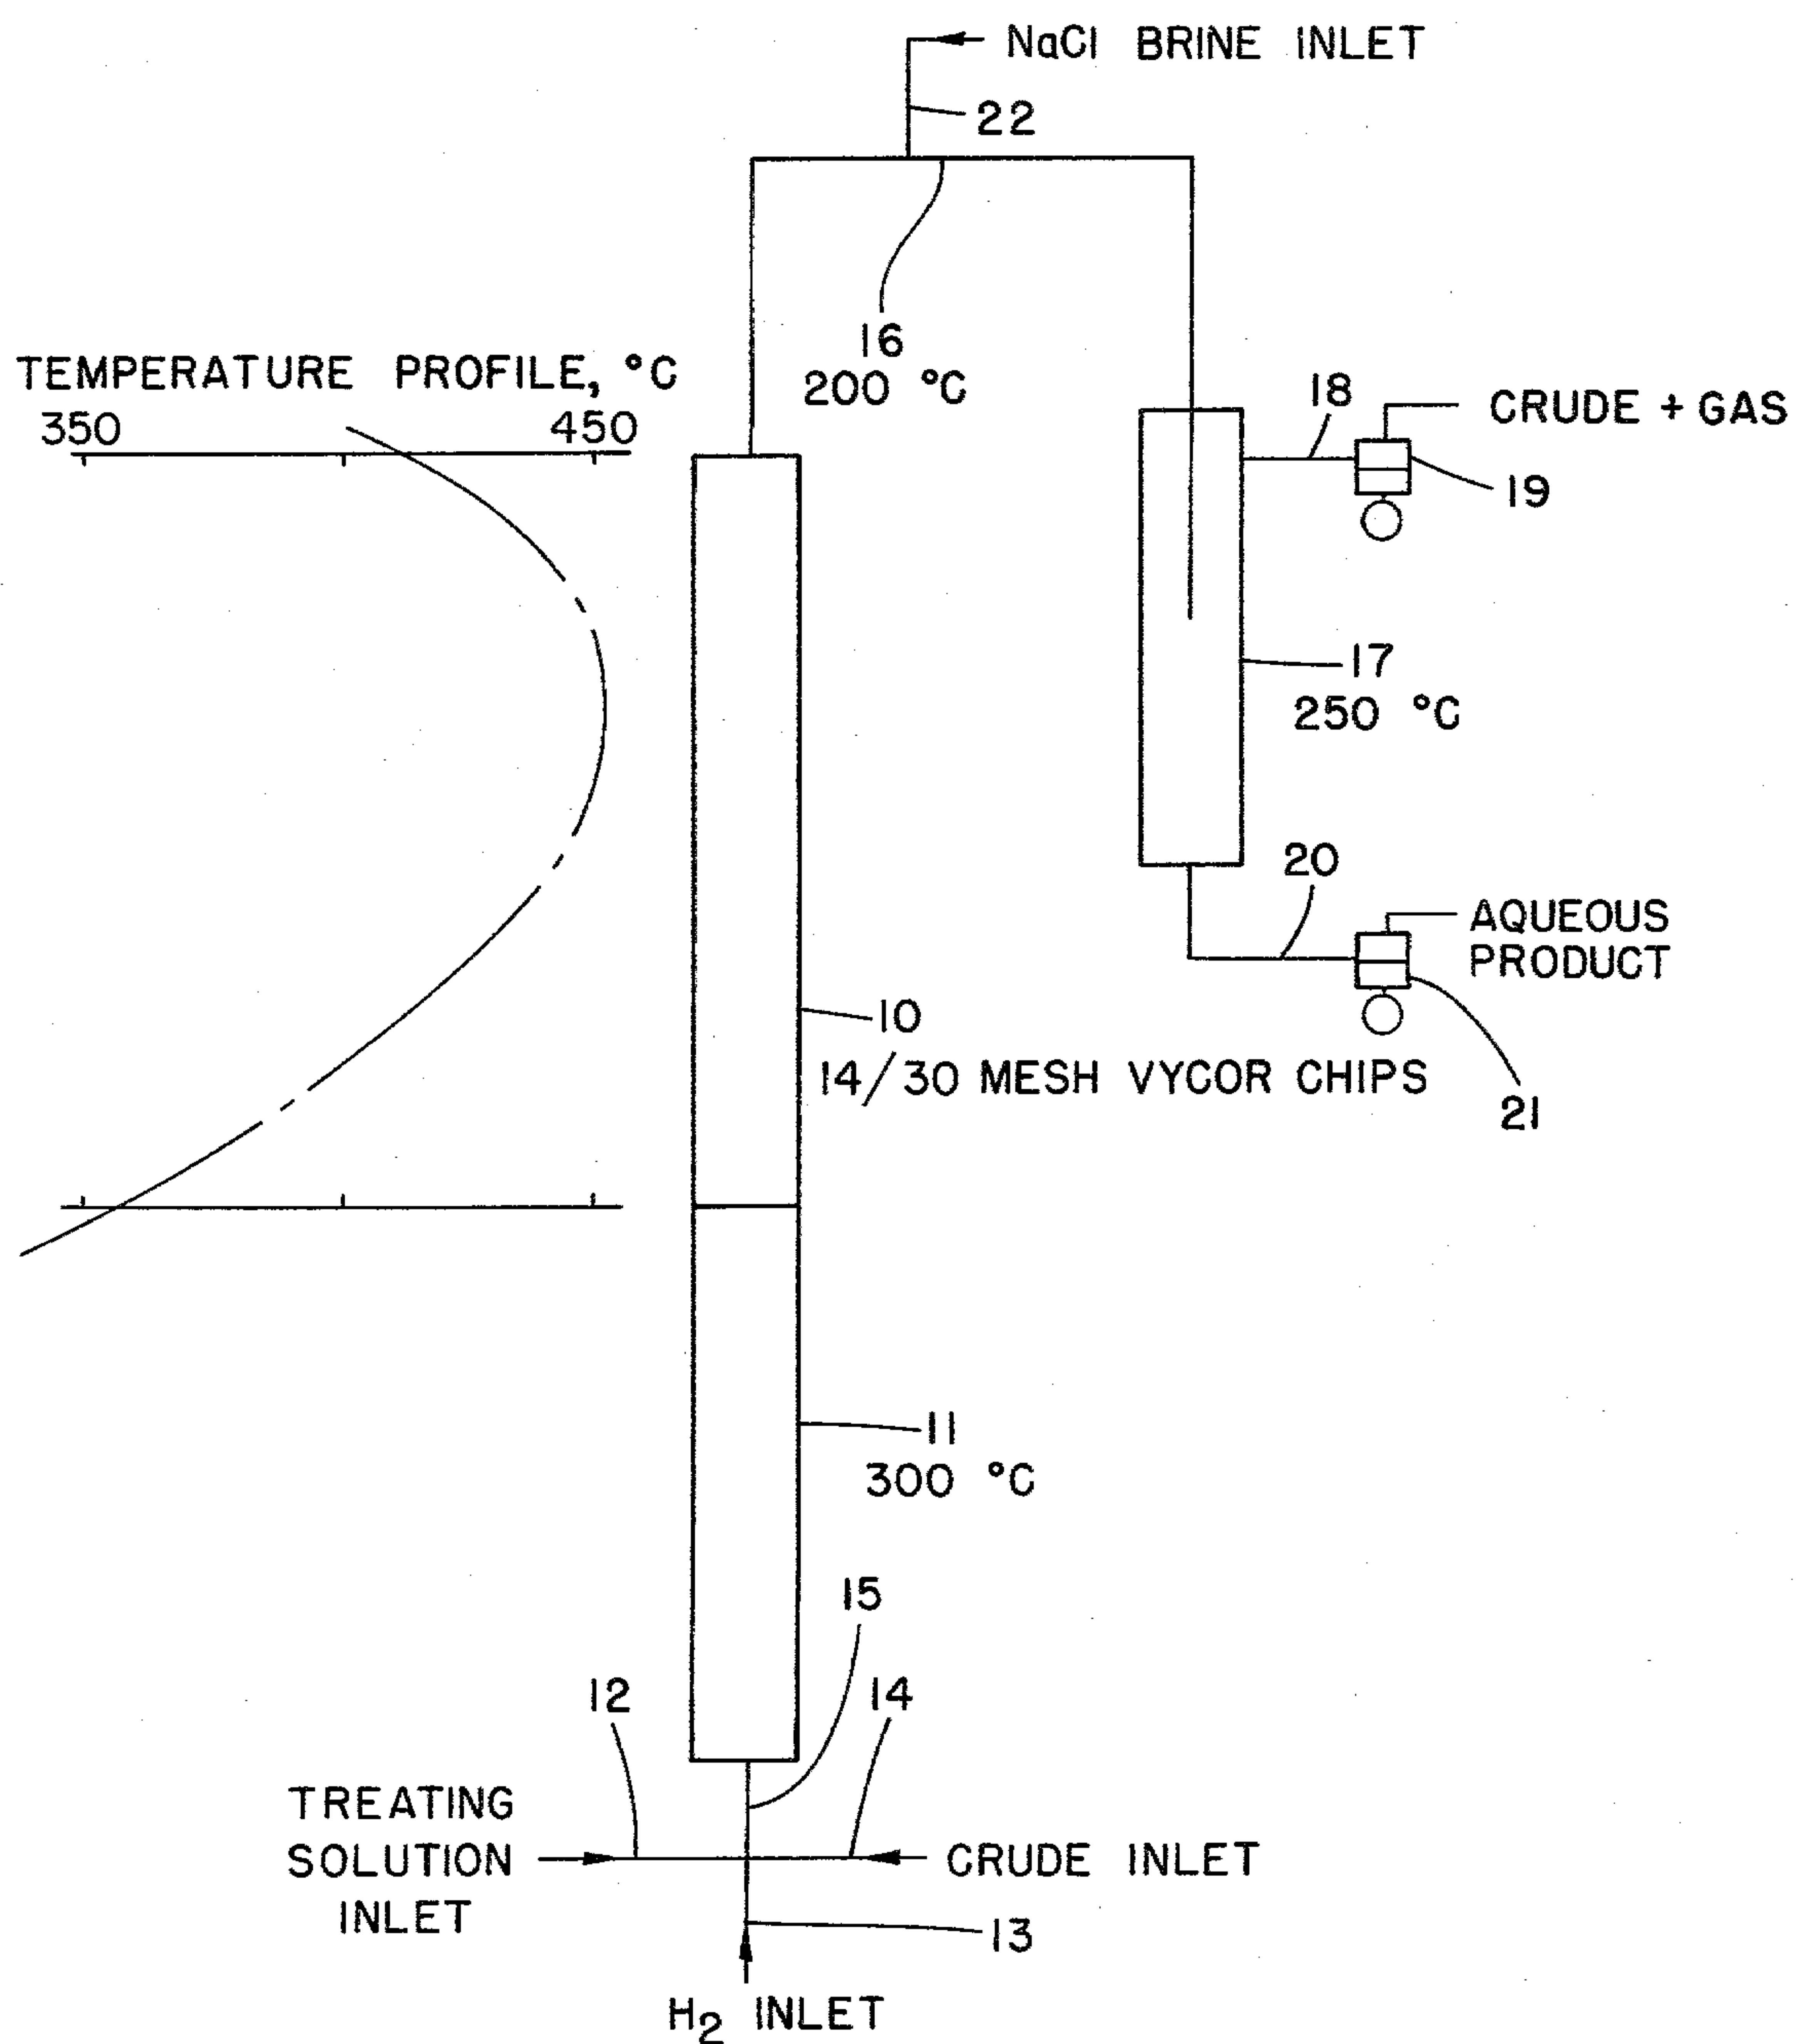 NaCl BRINE INLET
22
16
200 °C
TEMPERATURE PROFILE, °C
350
450
18
CRUDE + GAS
19
17
250 °C
20
AQUEOUS
PRODUCT
21
10
14/30 MESH VYCOR CHIPS
11
300 °C
15
12
14
TREATING
SOLUTION
INLET
CRUDE INLET
13
H2 INLET